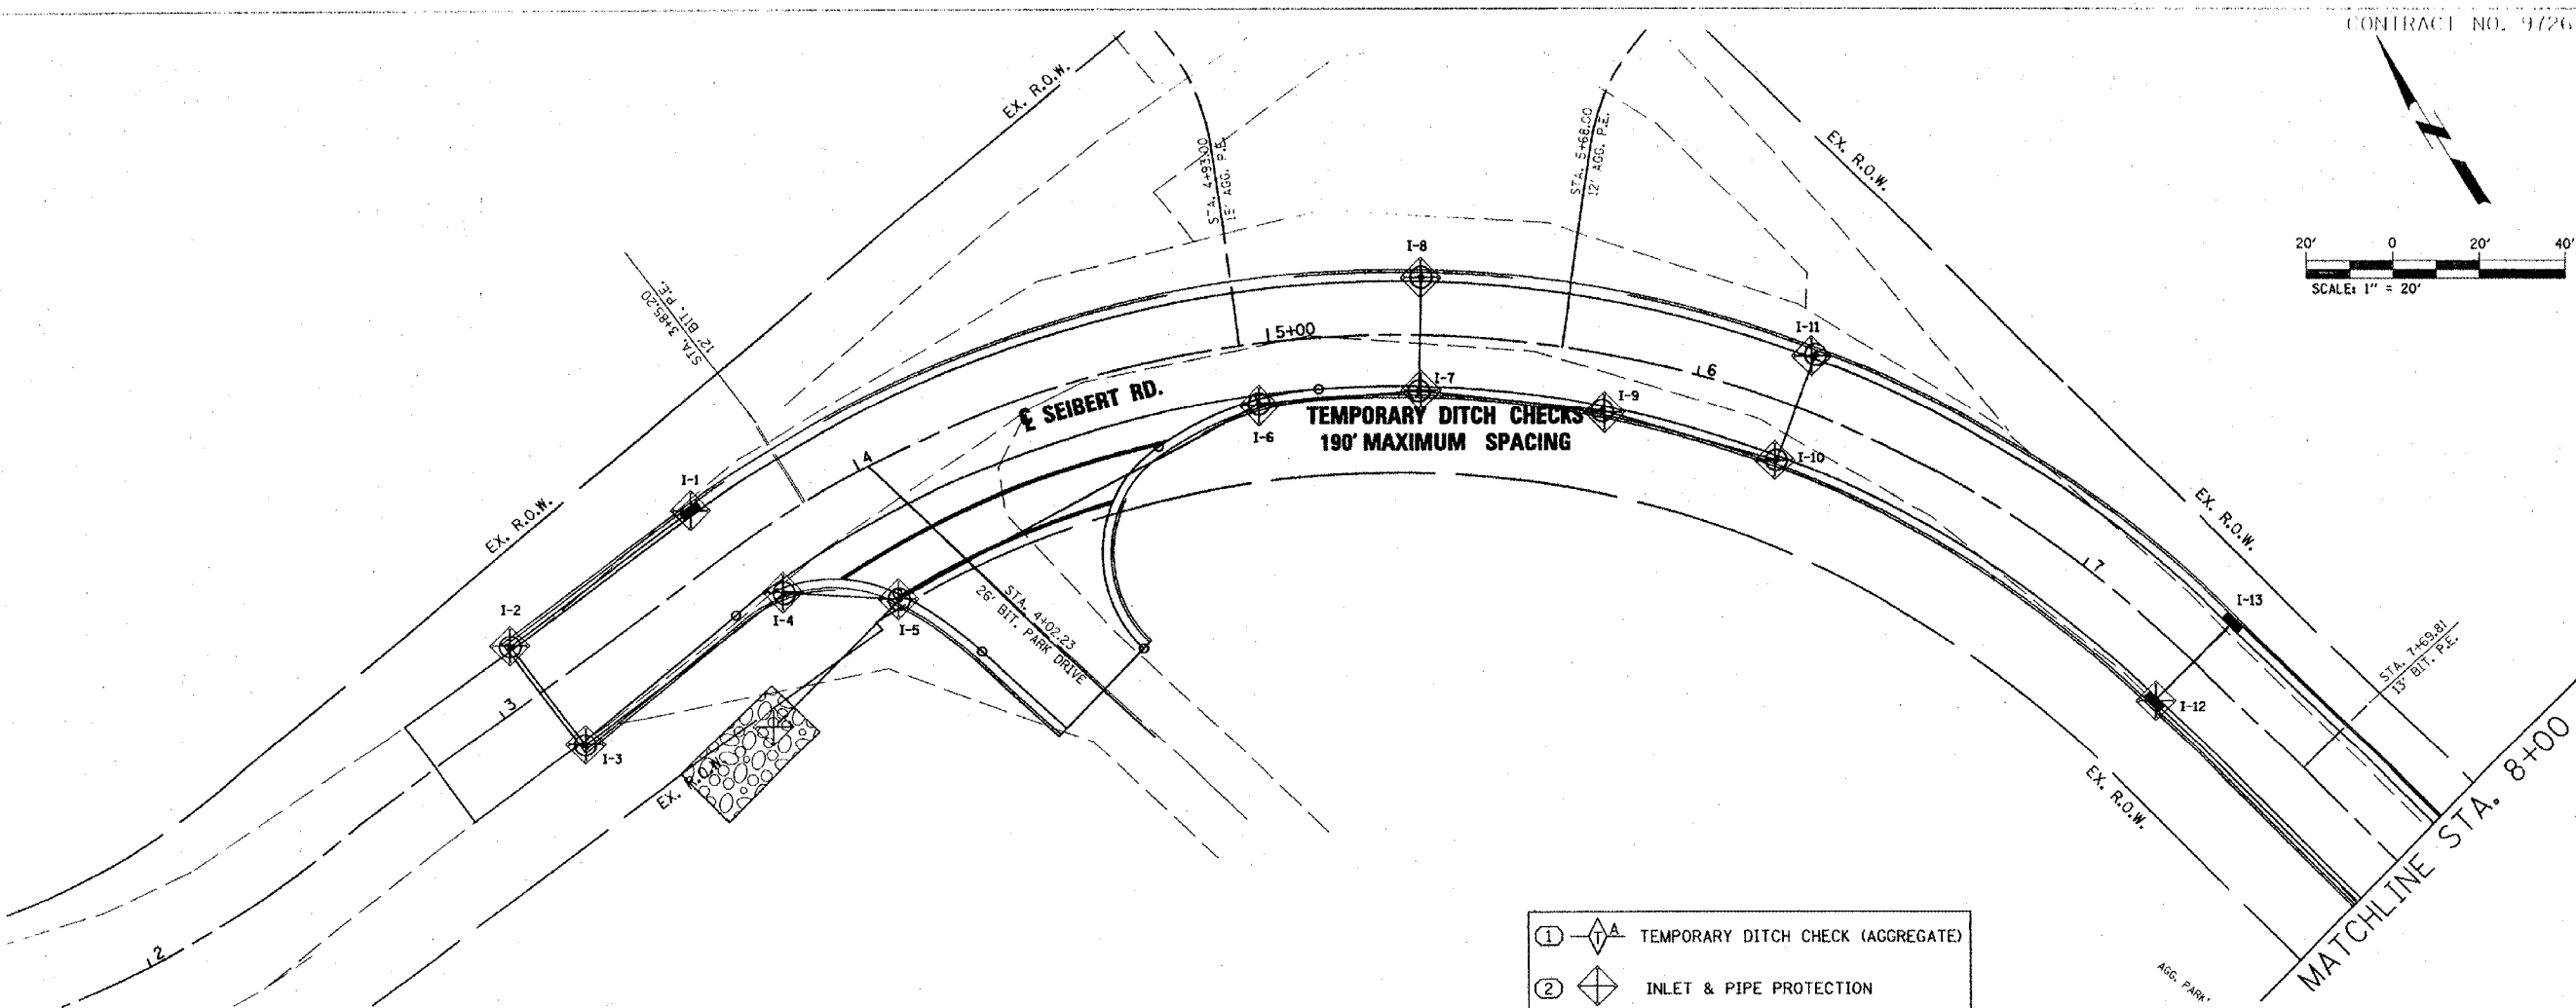 CONTRACT NO. 9726
EX. R.O.W.
STA. 4+93.00
15' AGG. P.E.
STA. 5+68.00
12' AGG. P.E.
EX. R.O.W.
20' 0 20' 40'
SCALE: 1" = 20'
I-8
STA. 3+85.20
12' BIT. P.E.
5+00
I-11
6
℄ SEIBERT RD.
I-7
I-9
I-6
TEMPORARY DITCH CHECKS
190' MAXIMUM SPACING
4
I-10
I-1
EX. R.O.W.
EX. R.O.W.
7
I-2
I-4
I-5
STA. 4+02.23
26' BIT. PARK DRIVE
I-13
STA. 7+69.81
13' BIT. P.E.
3
I-3
I-12
EX. R.O.W.
EX. R.O.W.
MATCHLINE STA. 8+00
2
1 T A TEMPORARY DITCH CHECK (AGGREGATE)
2 INLET & PIPE PROTECTION
AGG. PARK